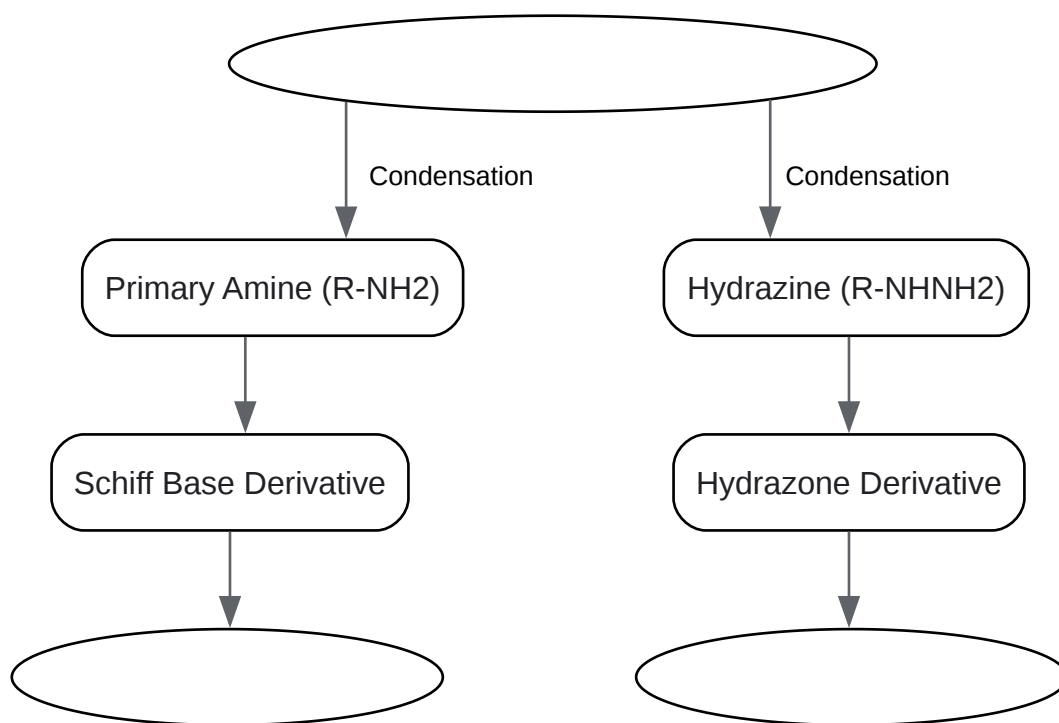 Condensation
Condensation
Primary Amine (R-NH2)
Hydrazine (R-NHNH2)
Schiff Base Derivative
Hydrazone Derivative